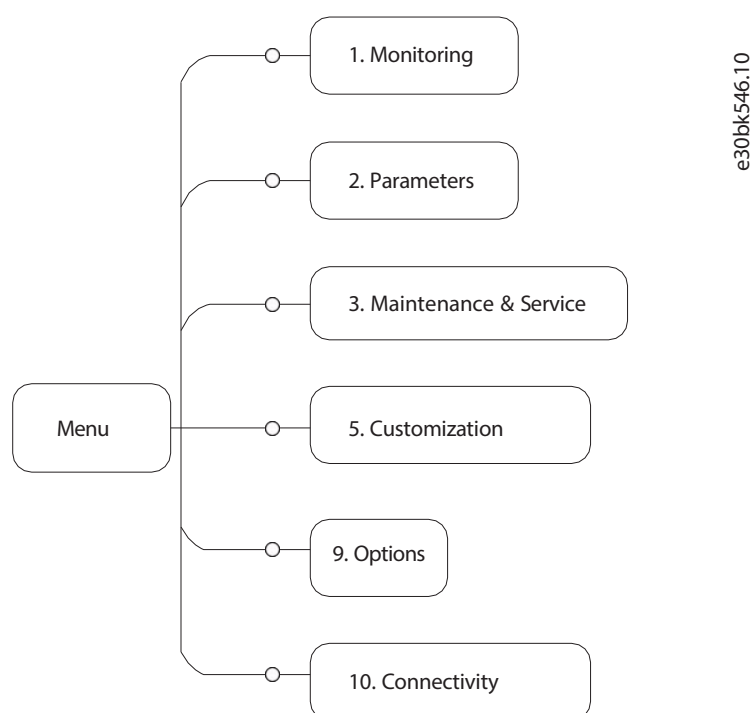 1. Monitoring
2. Parameters
3. Maintenance & Service
Menu
5. Customization
9. Options
10. Connectivity
e30bk546.10